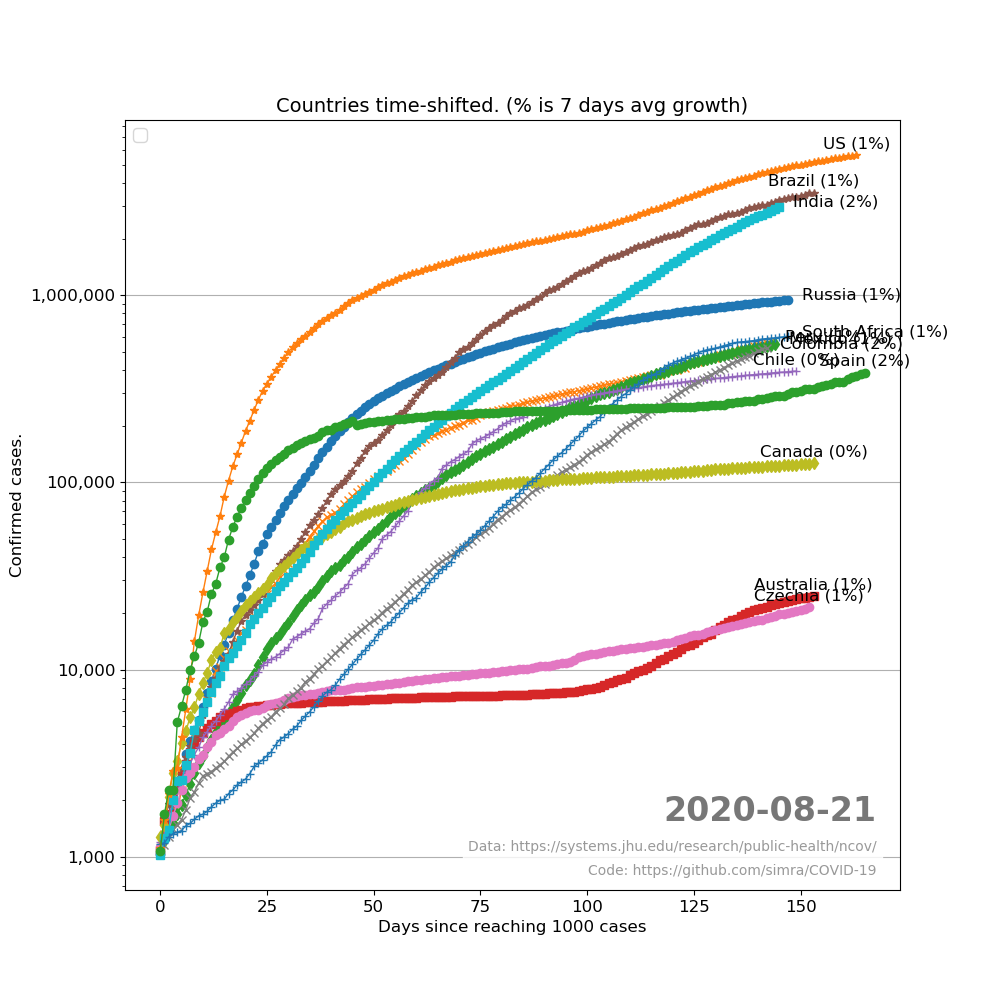 Countries time-shifted. (% is 7 days avg growth)
US (1%)
Brazil (1%)
India (2%)
1,000,000
Russia (1%)
South Africa (1%)
Colombia (2%)
Chile (0%)
Spain (2%)
Canada (0%)
100,000
Australia (1%)
Czechia (1%)
10,000
1,000
Confirmed cases.
2020-08-21
Data: https://systems.jhu.edu/research/public-health/ncov/
Code: https://github.com/simra/COVID-19
0 25 50 75 100 125 150
Days since reaching 1000 cases